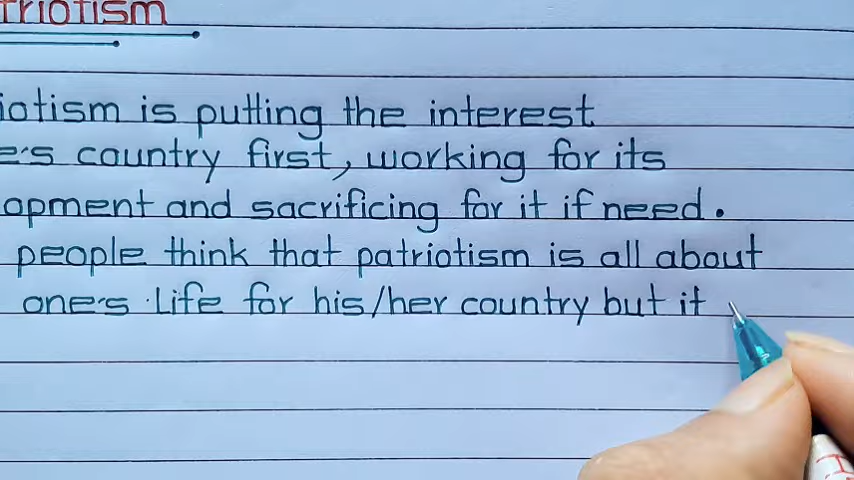 triotism
iotism is putting the interest
e's country first, working for its
opment and sacrificing for it if need.
people think that patriotism is all about
one's Life for his/her country but it